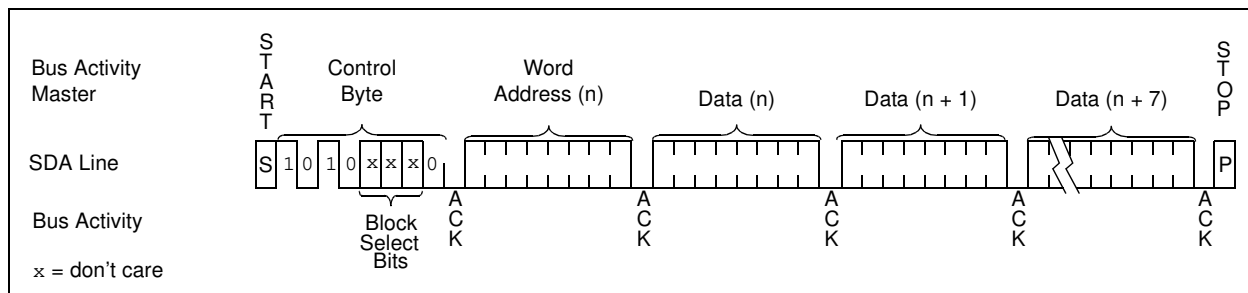 Bus Activity
Master
START
Control
Byte
Word
Address (n)
Data (n)
Data (n + 1)
Data (n + 7)
STOP
SDA Line
S 1 0 1 0 x x x 0 P
Bus Activity
ACK
ACK
ACK
ACK
ACK
Block
Select
Bits
x = don't care